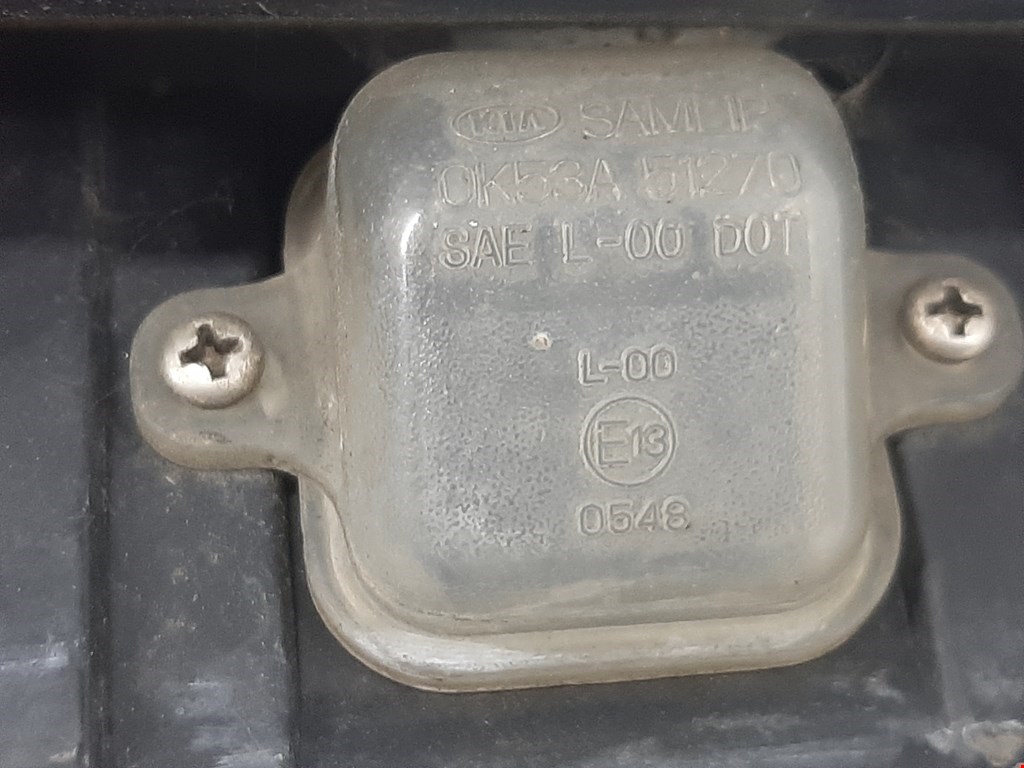 KIA SAMLIP
0K53A 51270
SAE L-00 DOT
L-00
E13
0548